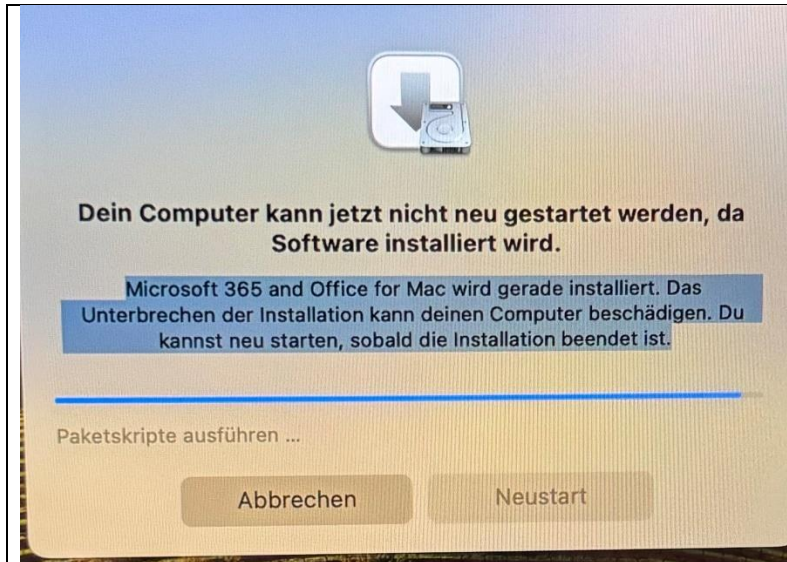 Dein Computer kann jetzt nicht neu gestartet werden, da
Software installiert wird.
Microsoft 365 and Office for Mac wird gerade installiert. Das
Unterbrechen der Installation kann deinen Computer beschädigen. Du
kannst neu starten, sobald die Installation beendet ist.
Paketskripte ausführen ...
Abbrechen
Neustart